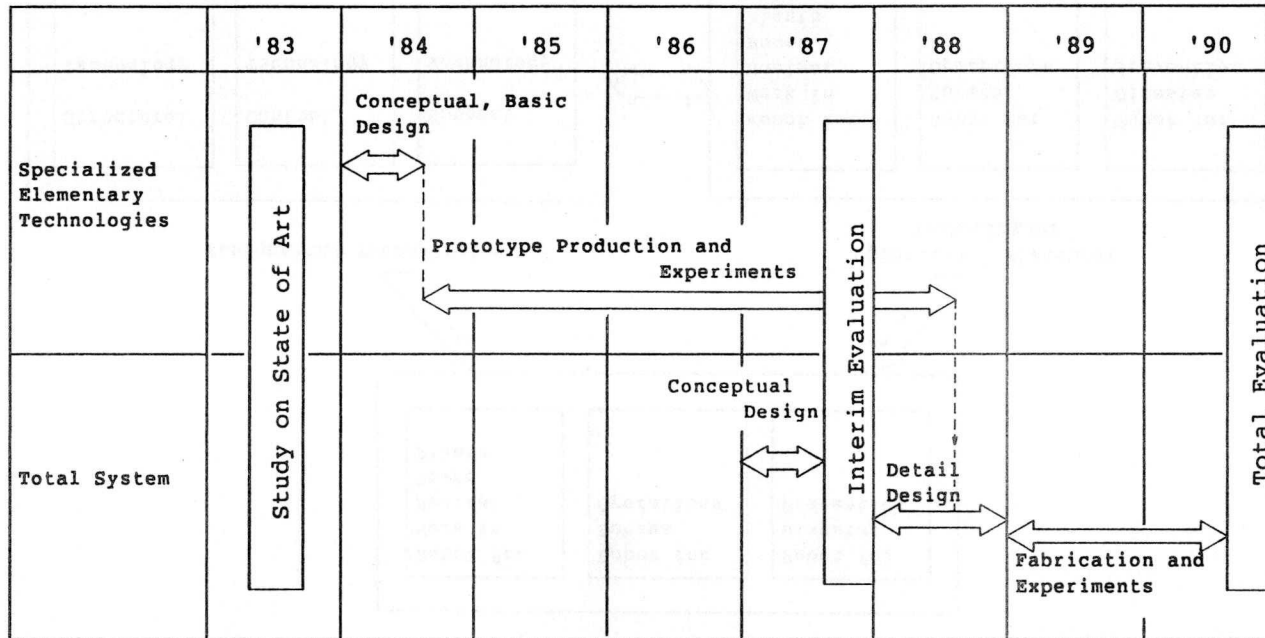 '83 '84 '85 '86 '87 '88 '89 '90
Conceptual, Basic
Design
Specialized
Elementary
Technologies
Study on State of Art
Prototype Production and
Experiments
Interim Evaluation
Total Evaluation
Conceptual
Design
Total System
Detail
Design
Fabrication and
Experiments